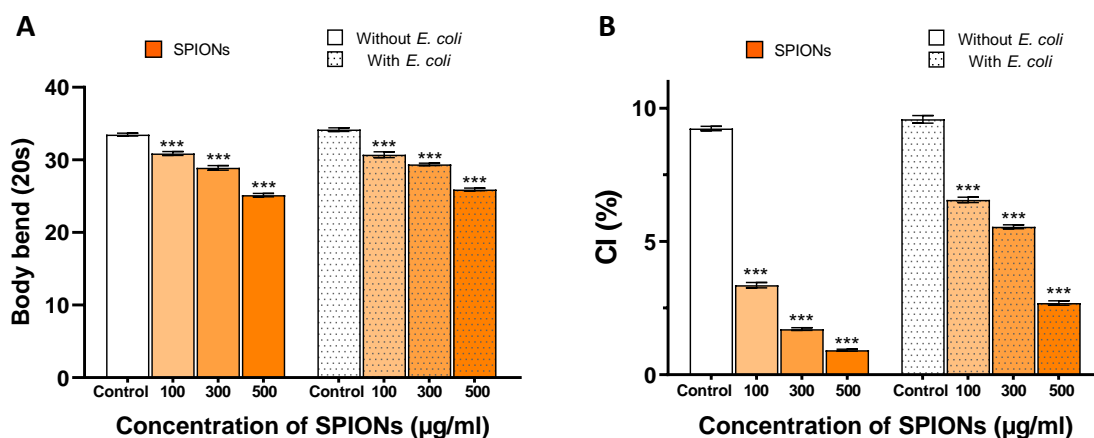 A
SPIONs
Without E. coli
With E. coli
Body bend (20s)
40
30
20
10
0
*** *** ***
*** *** ***
Control 100 300 500 Control 100 300 500
Concentration of SPIONs (µg/ml)
B
SPIONs
Without E. coli
With E. coli
CI (%)
10
5
0
*** *** ***
*** *** ***
Control 100 300 500 Control 100 300 500
Concentration of SPIONs (µg/ml)